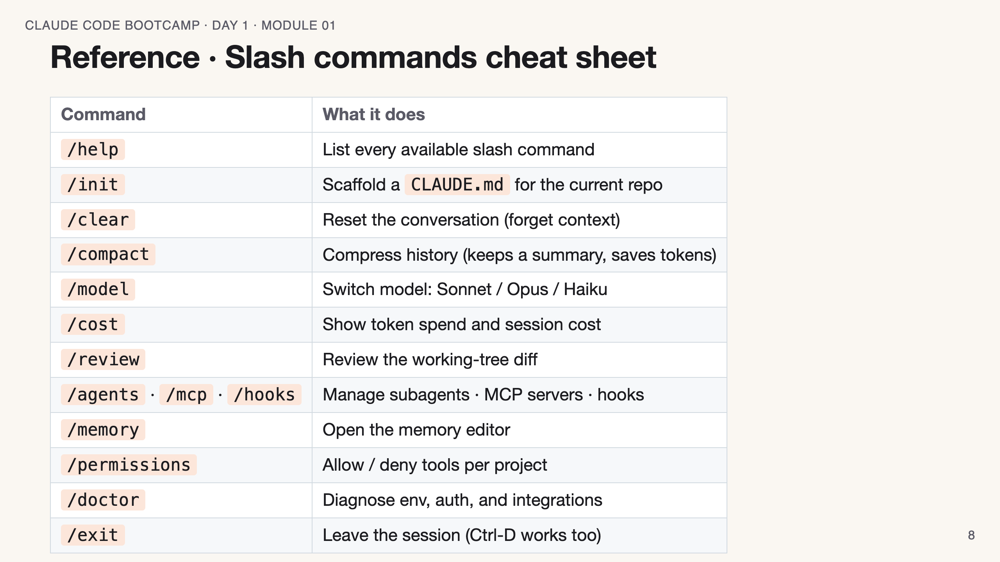 CLAUDE CODE BOOTCAMP · DAY 1 · MODULE 01
Reference · Slash commands cheat sheet
Command What it does
/help List every available slash command
/init Scaffold a CLAUDE.md for the current repo
/clear Reset the conversation (forget context)
/compact Compress history (keeps a summary, saves tokens)
/model Switch model: Sonnet / Opus / Haiku
/cost Show token spend and session cost
/review Review the working-tree diff
/agents · /mcp · /hooks Manage subagents · MCP servers · hooks
/memory Open the memory editor
/permissions Allow / deny tools per project
/doctor Diagnose env, auth, and integrations
/exit Leave the session (Ctrl-D works too)
8